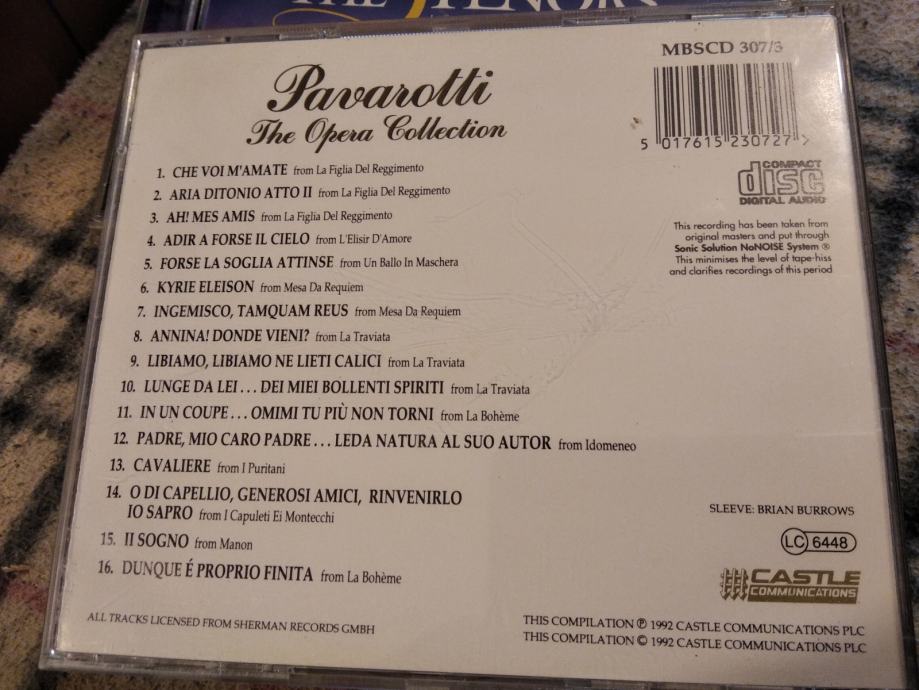 THE 3 TENORS
MBSCD 307/3
Pavarotti
The Opera Collection
5 017615 230727 >
1. CHE VOI M'AMATE from La Figlia Del Reggimento
2. ARIA DITONIO ATTO II from La Figlia Del Reggimento
3. AH! MES AMIS from La Figlia Del Reggimento
4. ADIR A FORSE IL CIELO from L'Elisir D'Amore
5. FORSE LA SOGLIA ATTINSE from Un Ballo In Maschera
6. KYRIE ELEISON from Mesa Da Requiem
7. INGEMISCO, TAMQUAM REUS from Mesa Da Requiem
8. ANNINA! DONDE VIENI? from La Traviata
9. LIBIAMO, LIBIAMO NE LIETI CALICI from La Traviata
10. LUNGE DA LEI... DEI MIEI BOLLENTI SPIRITI from La Traviata
11. IN UN COUPE... OMIMI TU PIÙ NON TORNI from La Bohème
12. PADRE, MIO CARO PADRE... LEDA NATURA AL SUO AUTOR from Idomeneo
13. CAVALIERE from I Puritani
14. O DI CAPELLIO, GENEROSI AMICI, RINVENIRLO
IO SAPRO from I Capuleti Ei Montecchi
15. II SOGNO from Manon
16. DUNQUE É PROPRIO FINITA from La Bohème
COMPACT
disc
DIGITAL AUDIO
This recording has been taken from
original masters and put through
Sonic Solution NoNOISE System ®
This minimises the level of tape-hiss
and clarifies recordings of this period
SLEEVE: BRIAN BURROWS
LC 6448
CASTLE
COMMUNICATIONS
ALL TRACKS LICENSED FROM SHERMAN RECORDS GMBH
THIS COMPILATION ℗ 1992 CASTLE COMMUNICATIONS PLC
THIS COMPILATION © 1992 CASTLE COMMUNICATIONS PLC